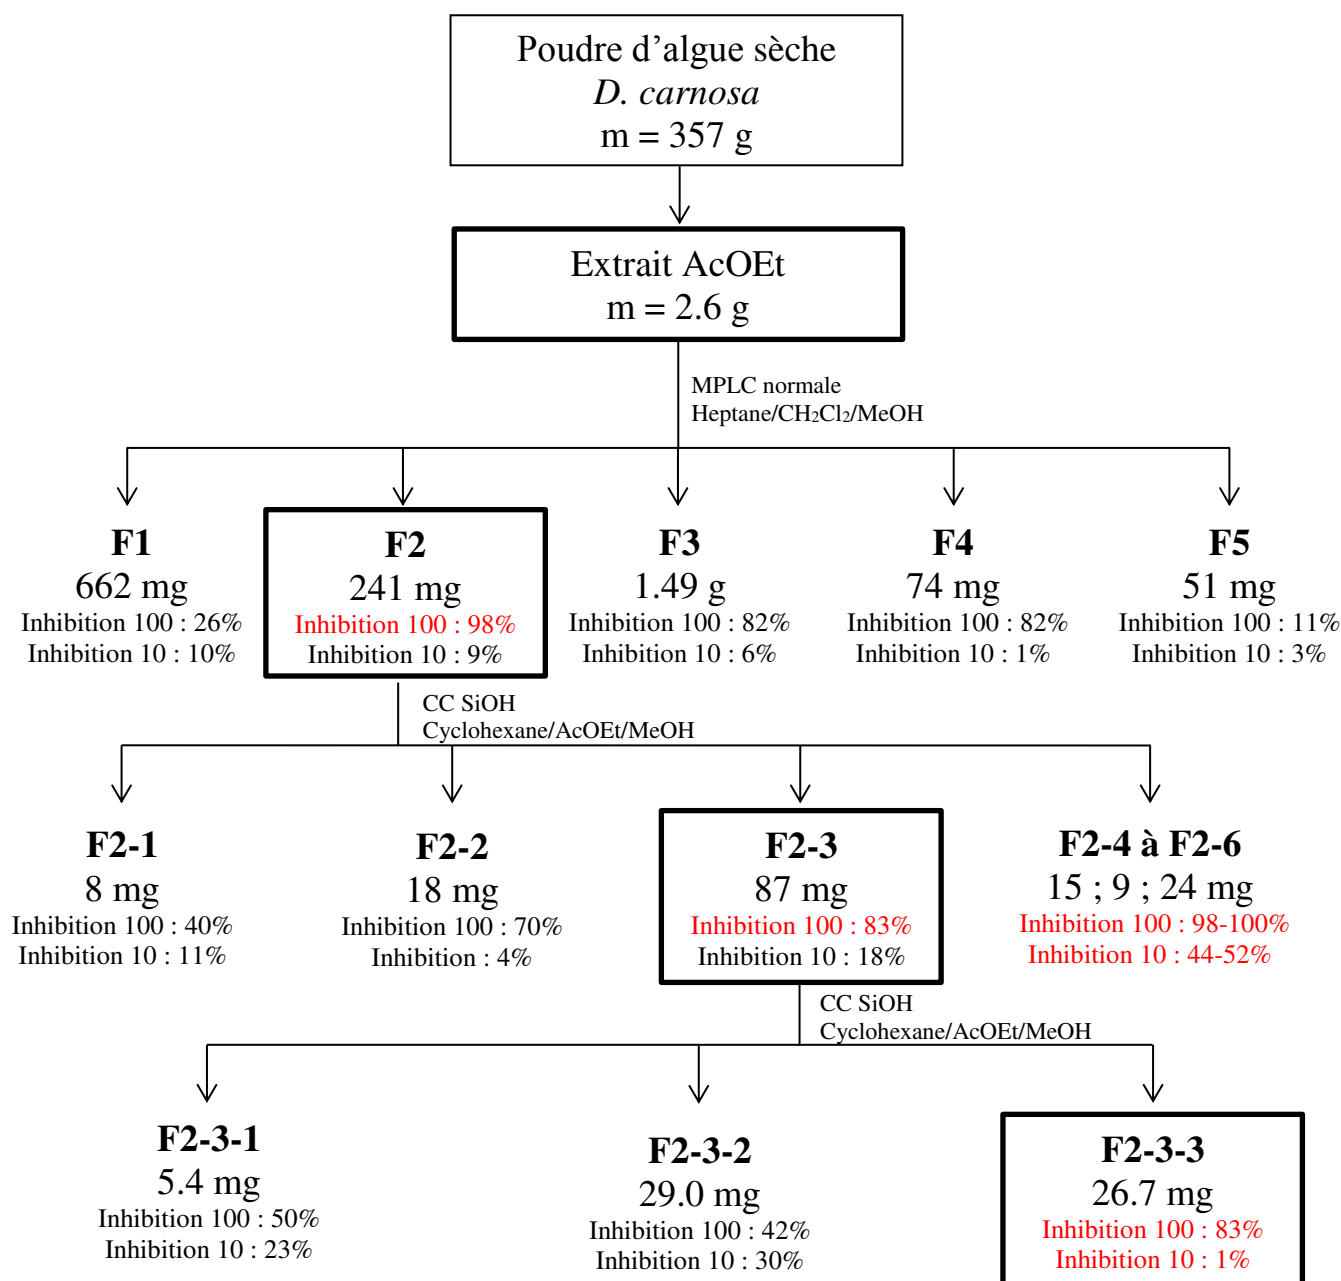 Poudre d'algue sèche
D. carnosa
m = 357 g
Extrait AcOEt
m = 2.6 g
MPLC normale
Heptane/CH₂Cl₂/MeOH
F1
662 mg
Inhibition 100 : 26%
Inhibition 10 : 10%
F2
241 mg
Inhibition 100 : 98%
Inhibition 10 : 9%
F3
1.49 g
Inhibition 100 : 82%
Inhibition 10 : 6%
F4
74 mg
Inhibition 100 : 82%
Inhibition 10 : 1%
F5
51 mg
Inhibition 100 : 11%
Inhibition 10 : 3%
CC SiOH
Cyclohexane/AcOEt/MeOH
F2-1
8 mg
Inhibition 100 : 40%
Inhibition 10 : 11%
F2-2
18 mg
Inhibition 100 : 70%
Inhibition : 4%
F2-3
87 mg
Inhibition 100 : 83%
Inhibition 10 : 18%
F2-4 à F2-6
15 ; 9 ; 24 mg
Inhibition 100 : 98-100%
Inhibition 10 : 44-52%
CC SiOH
Cyclohexane/AcOEt/MeOH
F2-3-1
5.4 mg
Inhibition 100 : 50%
Inhibition 10 : 23%
F2-3-2
29.0 mg
Inhibition 100 : 42%
Inhibition 10 : 30%
F2-3-3
26.7 mg
Inhibition 100 : 83%
Inhibition 10 : 1%